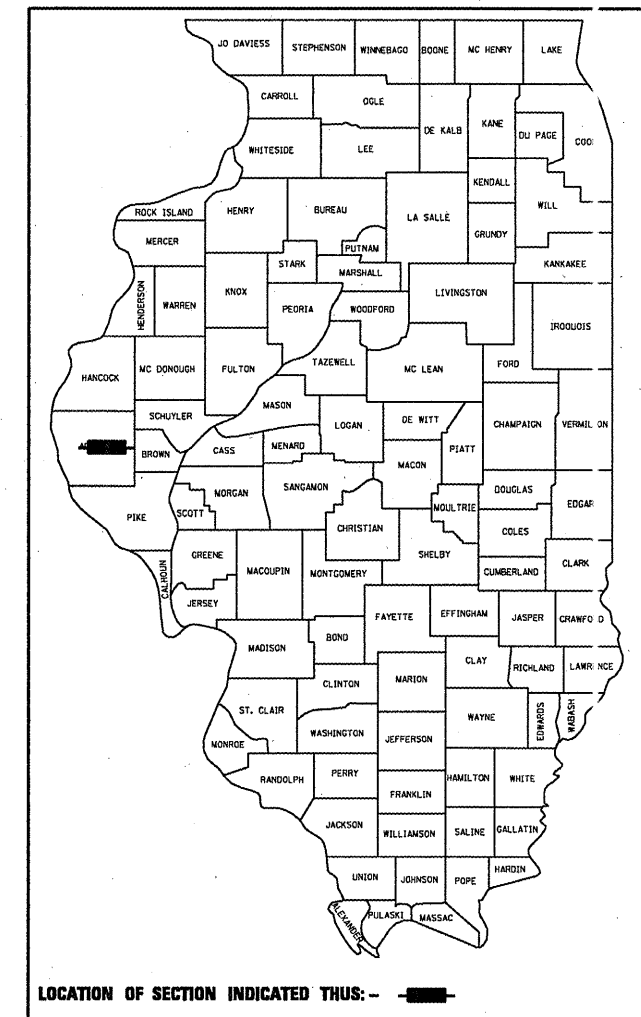 JO DAVIESS STEPHENSON WINNEBAGO BOONE MC HENRY LAKE
CARROLL OGLE DE KALB KANE DU PAGE COO
WHITESIDE LEE
KENDALL WILL
ROCK ISLAND HENRY BUREAU LA SALLE GRUNDY
MERCER PUTNAM
STARK MARSHALL KANKAKEE
HENDERSON WARREN KNOX PEORIA WOODFORD LIVINGSTON IROQUOIS
HANCOCK MC DONOUGH FULTON TAZEWELL MC LEAN FORD
MASON
SCHUYLER LOGAN DE WITT CHAMPAIGN VERMILON
BROWN CASS MENARD MACON PIATT
MORGAN SANGAMON DOUGLAS
PIKE SCOTT CHRISTIAN MOULTRIE COLES EDGAR
GREENE SHELBY
CALHOUN MACOUPIN MONTGOMERY CUMBERLAND CLARK
JERSEY FAYETTE EFFINGHAM JASPER CRAWFORD
MADISON BOND
CLAY RICHLAND LAWRENCE
CLINTON MARION
ST. CLAIR WAYNE EDWARDS WABASH
MONROE WASHINGTON JEFFERSON
RANDOLPH PERRY HAMILTON WHITE
FRANKLIN
JACKSON WILLIAMSON SALINE GALLATIN
UNION JOHNSON POPE HARDIN
ALEXANDER PULASKI MASSAC
LOCATION OF SECTION INDICATED THUS: -